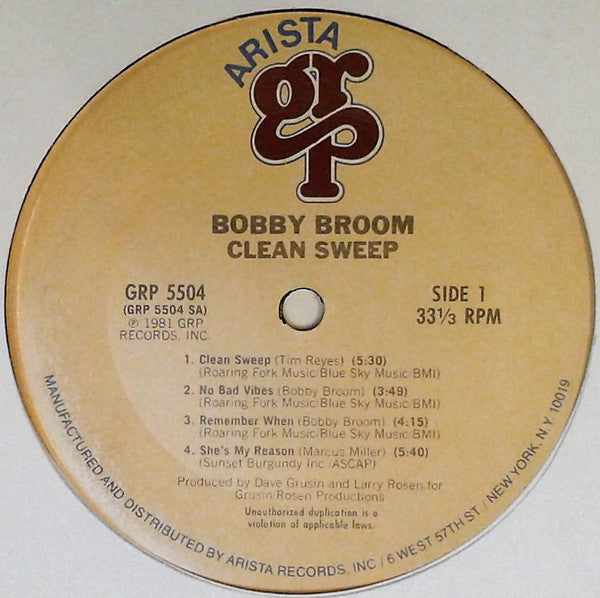 ARISTA
grp
BOBBY BROOM
CLEAN SWEEP
GRP 5504
(GRP 5504 SA)
℗ 1981 GRP
RECORDS, INC.
SIDE 1
33⅓ RPM
1. Clean Sweep (Tim Reyes) (5:30)
(Roaring Fork Music/Blue Sky Music/BMI)
2. No Bad Vibes (Bobby Broom) (3:49)
(Roaring Fork Music/Blue Sky Music/BMI)
3. Remember When (Bobby Broom) (4:15)
(Roaring Fork Music/Blue Sky Music/BMI)
4. She's My Reason (Marcus Miller) (5:40)
(Sunset Burgundy Inc./ASCAP)
Produced by Dave Grusin and Larry Rosen for
Grusin/Rosen Productions
Unauthorized duplication is a
violation of applicable laws.
MANUFACTURED AND DISTRIBUTED BY ARISTA RECORDS, INC / 6 WEST 57TH ST / NEW YORK, N.Y. 10019